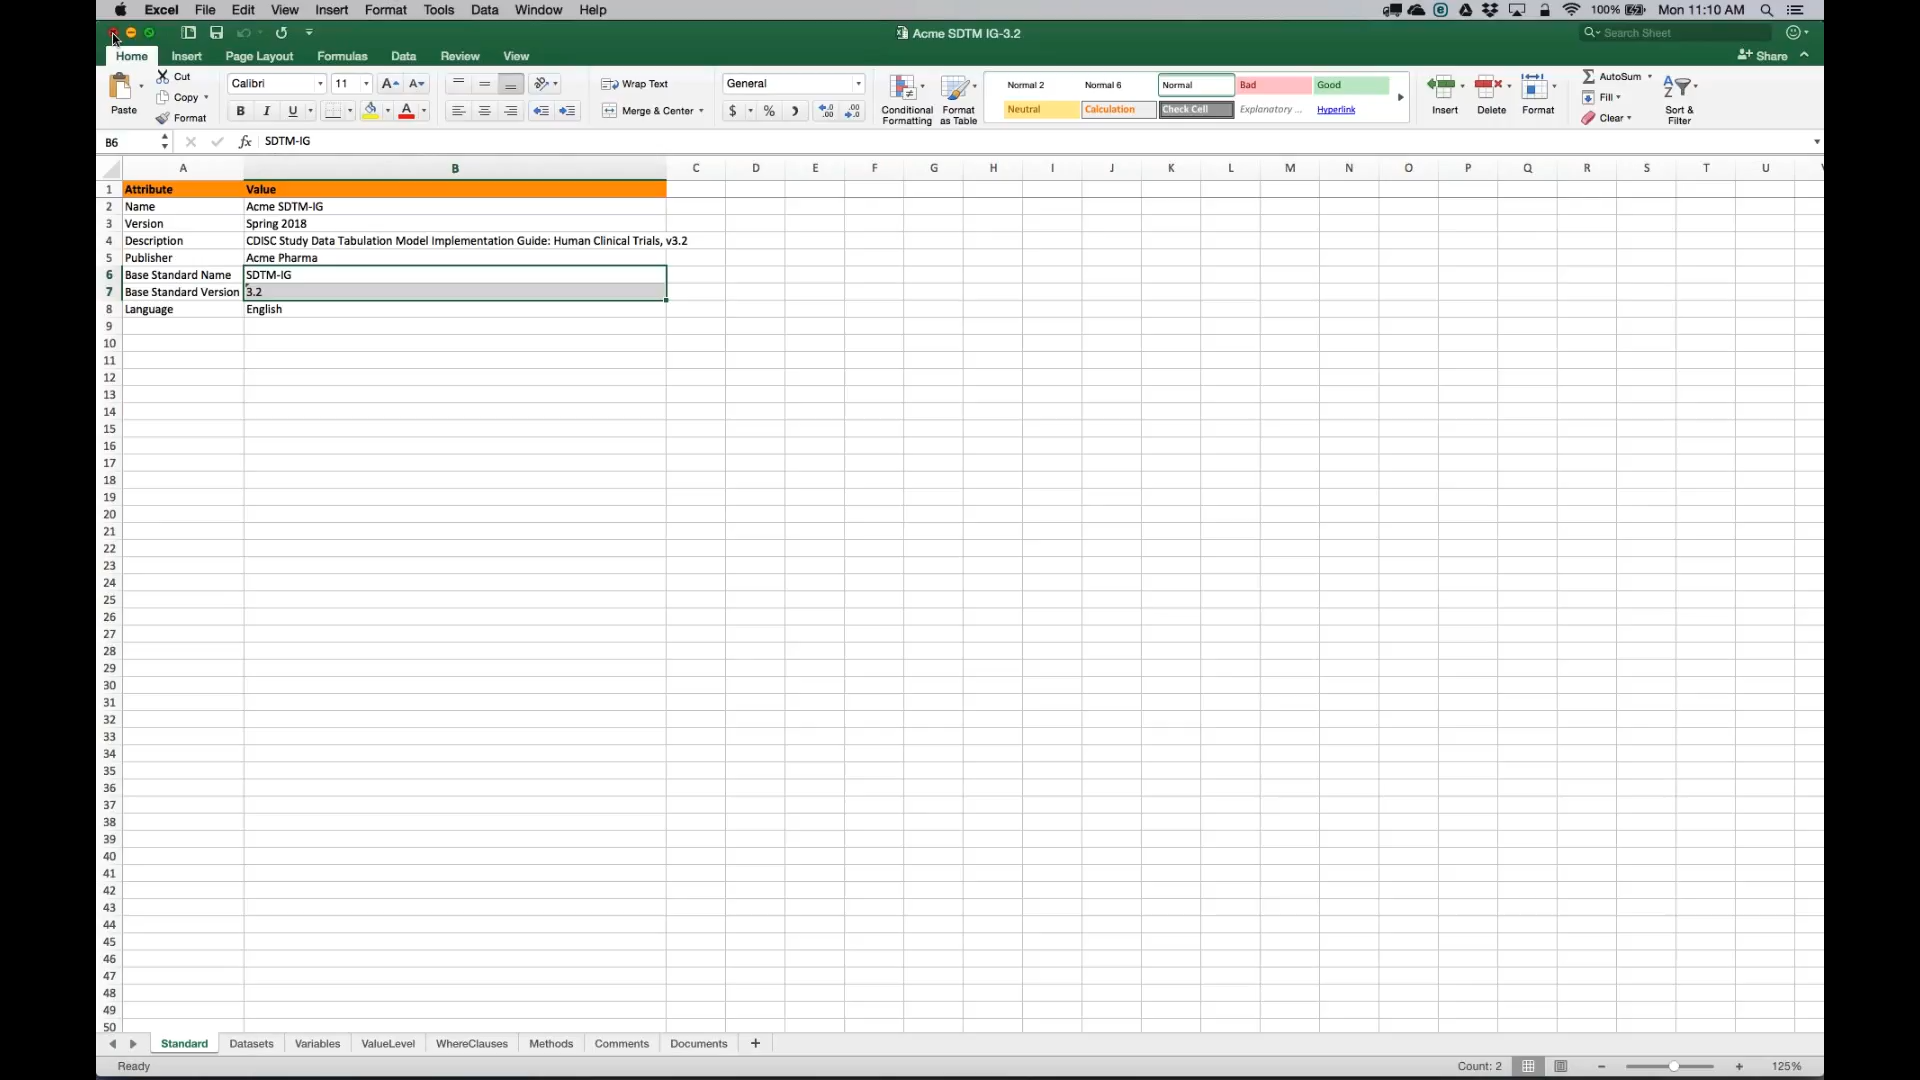 Excel File Edit View Insert Format Tools Data Window Help 100% Mon 11:10 AM
Acme SDTM IG-3.2 Search Sheet
Home Insert Page Layout Formulas Data Review View Share
Cut Calibri 11 Wrap Text General Normal 2 Normal 6 Normal Bad Good AutoSum
Copy Fill
Paste Format B I U Merge & Center $ % Conditional Formatting Format as Table Neutral Calculation Check Cell Explanatory ... Hyperlink Insert Delete Format Clear Sort & Filter
B6 fx SDTM-IG
A B C D E F G H I J K L M N O P Q R S T U
1 Attribute Value
2 Name Acme SDTM-IG
3 Version Spring 2018
4 Description CDISC Study Data Tabulation Model Implementation Guide: Human Clinical Trials, v3.2
5 Publisher Acme Pharma
6 Base Standard Name SDTM-IG
7 Base Standard Version 3.2
8 Language English
9
10
11
12
13
14
15
16
17
18
19
20
21
22
23
24
25
26
27
28
29
30
31
32
33
34
35
36
37
38
39
40
41
42
43
44
45
46
47
48
49
50
Standard Datasets Variables ValueLevel WhereClauses Methods Comments Documents +
Ready Count: 2 125%